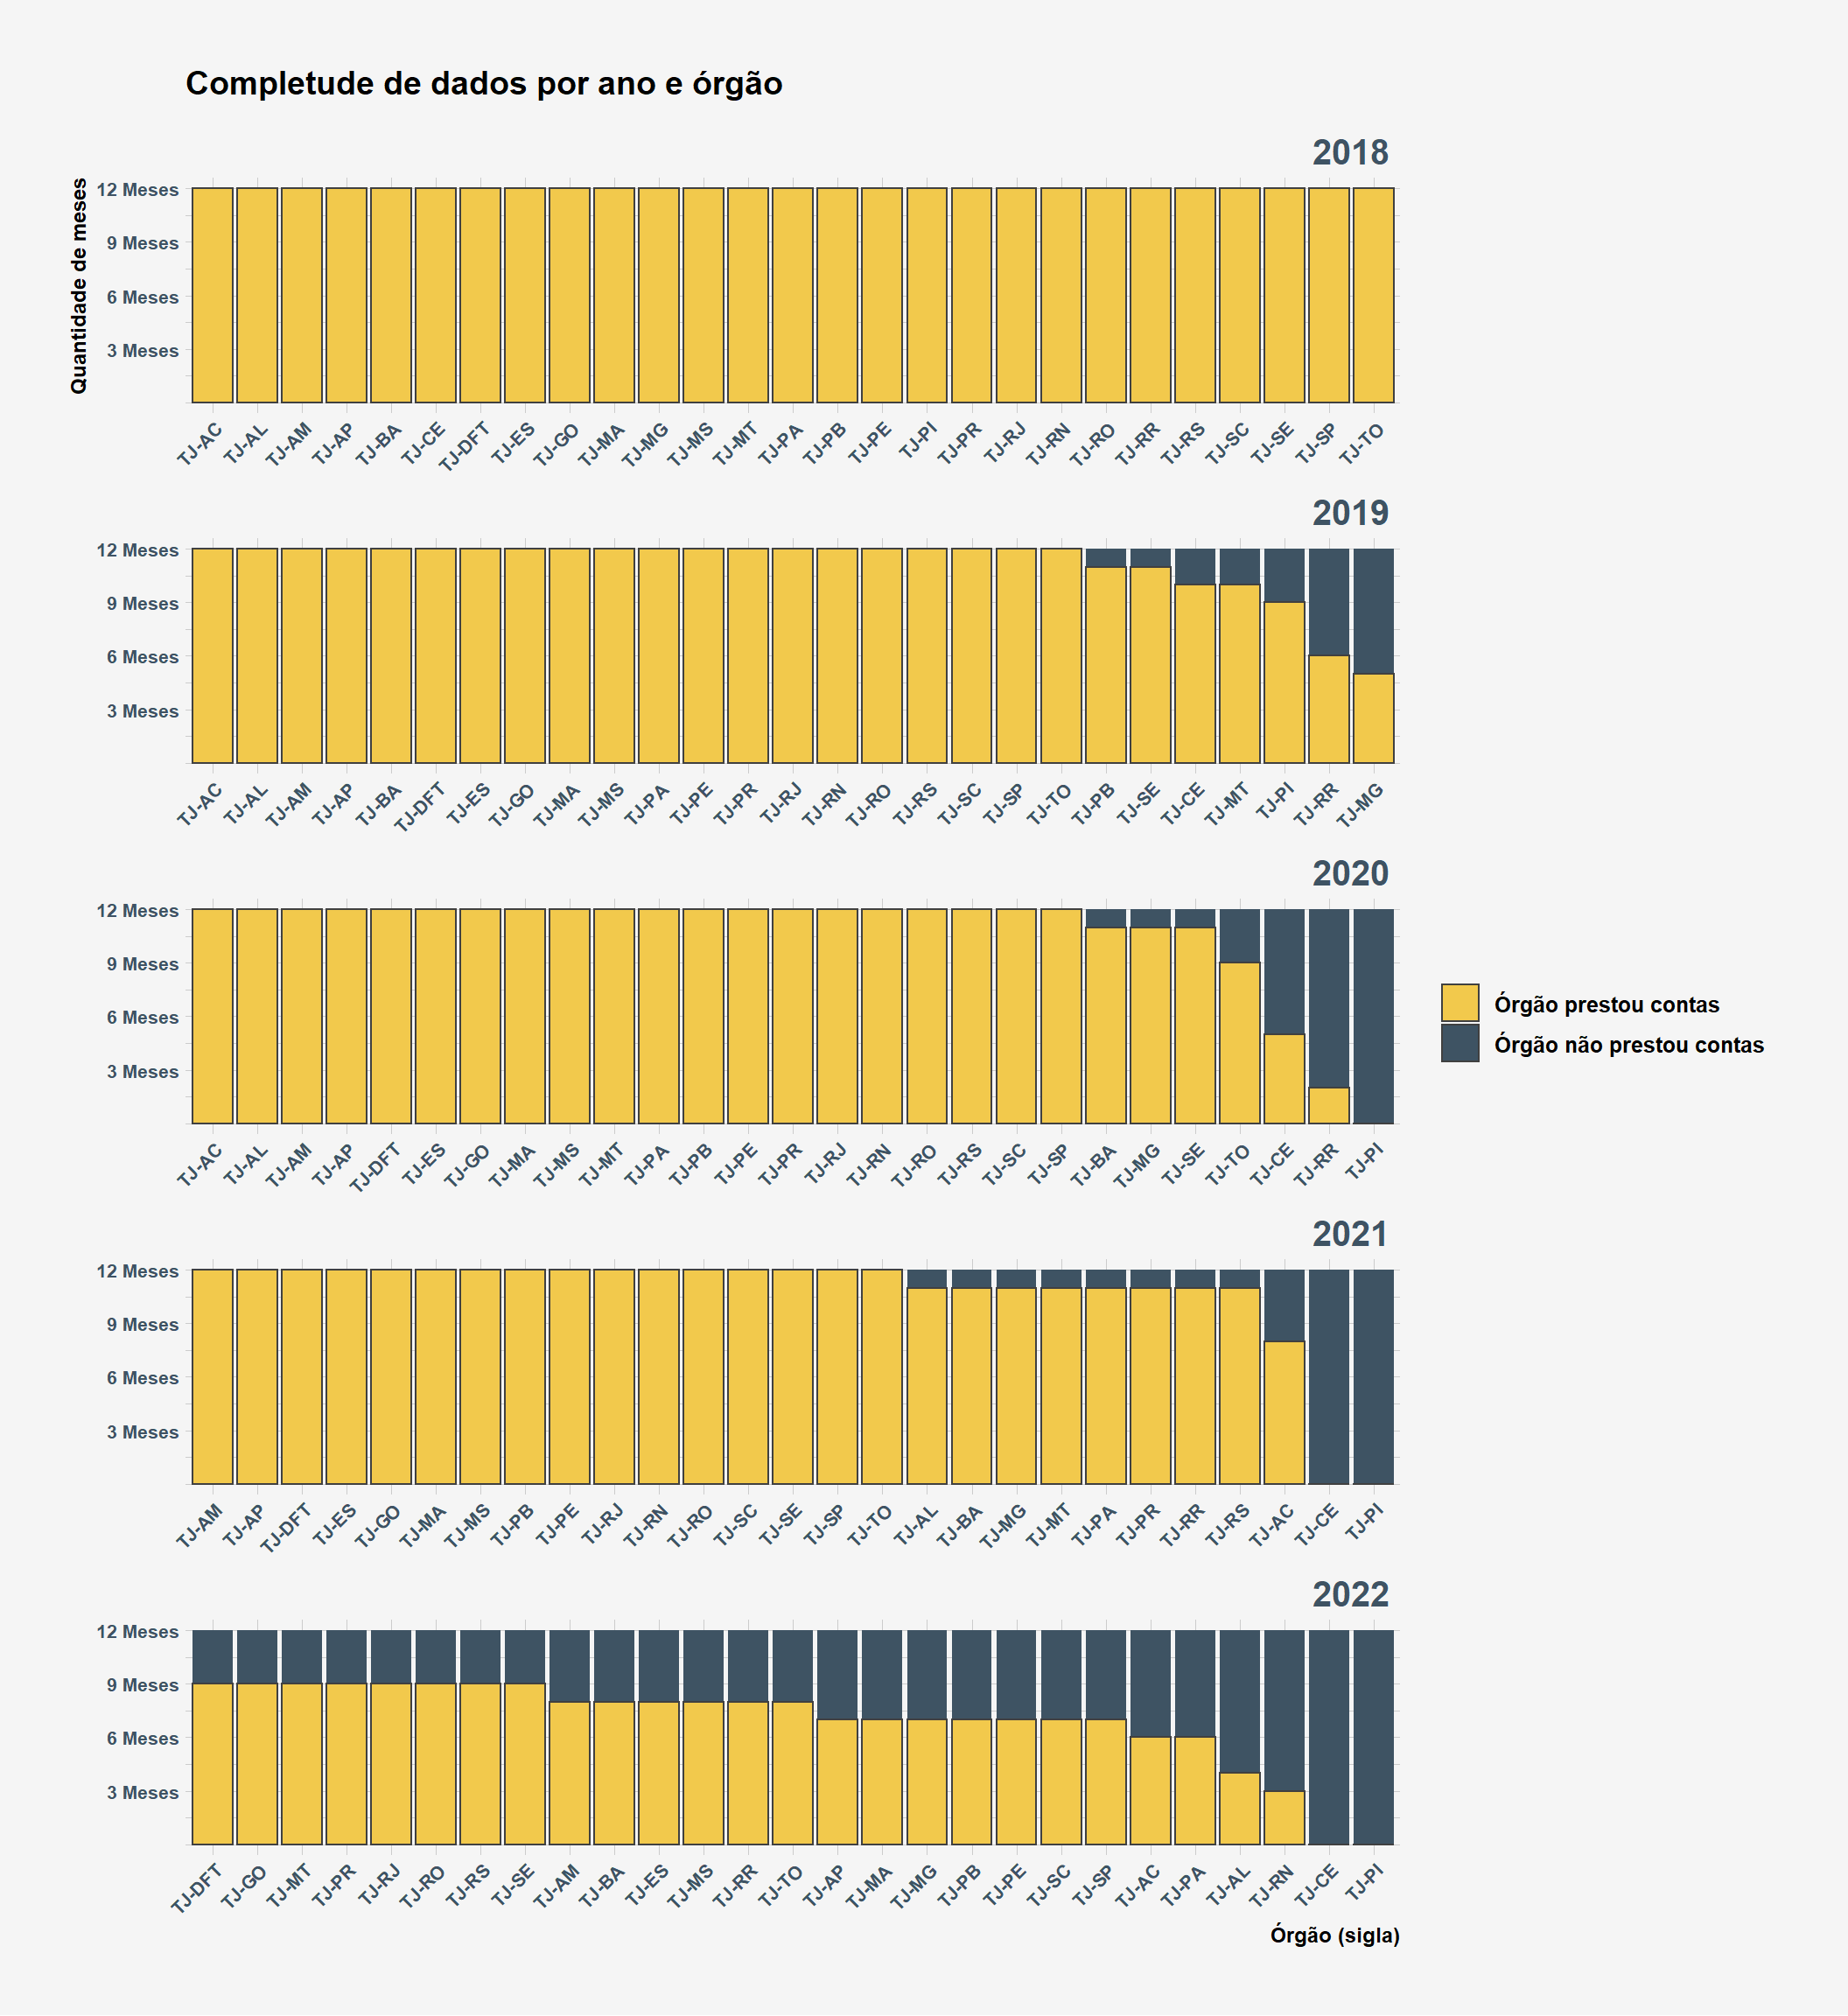 Completude de dados por ano e órgão
2018
Quantidade de meses
12 Meses
9 Meses
6 Meses
3 Meses
TJ-AC TJ-AL TJ-AM TJ-AP TJ-BA TJ-CE TJ-DFT TJ-ES TJ-GO TJ-MA TJ-MG TJ-MS TJ-MT TJ-PA TJ-PB TJ-PE TJ-PI TJ-PR TJ-RJ TJ-RN TJ-RO TJ-RR TJ-RS TJ-SC TJ-SE TJ-SP TJ-TO
2019
12 Meses
9 Meses
6 Meses
3 Meses
TJ-AC TJ-AL TJ-AM TJ-AP TJ-BA TJ-DFT TJ-ES TJ-GO TJ-MA TJ-MS TJ-PA TJ-PE TJ-PR TJ-RJ TJ-RN TJ-RO TJ-RS TJ-SC TJ-SP TJ-TO TJ-PB TJ-SE TJ-CE TJ-MT TJ-PI TJ-RR TJ-MG
2020
12 Meses
9 Meses
6 Meses
3 Meses
TJ-AC TJ-AL TJ-AM TJ-AP TJ-DFT TJ-ES TJ-GO TJ-MA TJ-MS TJ-MT TJ-PA TJ-PB TJ-PE TJ-PR TJ-RJ TJ-RN TJ-RO TJ-RS TJ-SC TJ-SP TJ-BA TJ-MG TJ-SE TJ-TO TJ-CE TJ-RR TJ-PI
Órgão prestou contas
Órgão não prestou contas
2021
12 Meses
9 Meses
6 Meses
3 Meses
TJ-AM TJ-AP TJ-DFT TJ-ES TJ-GO TJ-MA TJ-MS TJ-PB TJ-PE TJ-RJ TJ-RN TJ-RO TJ-SC TJ-SE TJ-SP TJ-TO TJ-AL TJ-BA TJ-MG TJ-MT TJ-PA TJ-PR TJ-RR TJ-RS TJ-AC TJ-CE TJ-PI
2022
12 Meses
9 Meses
6 Meses
3 Meses
TJ-DFT TJ-GO TJ-MT TJ-PR TJ-RJ TJ-RO TJ-RS TJ-SE TJ-AM TJ-BA TJ-ES TJ-MS TJ-RR TJ-TO TJ-AP TJ-MA TJ-MG TJ-PB TJ-PE TJ-SC TJ-SP TJ-AC TJ-PA TJ-AL TJ-RN TJ-CE TJ-PI
Órgão (sigla)